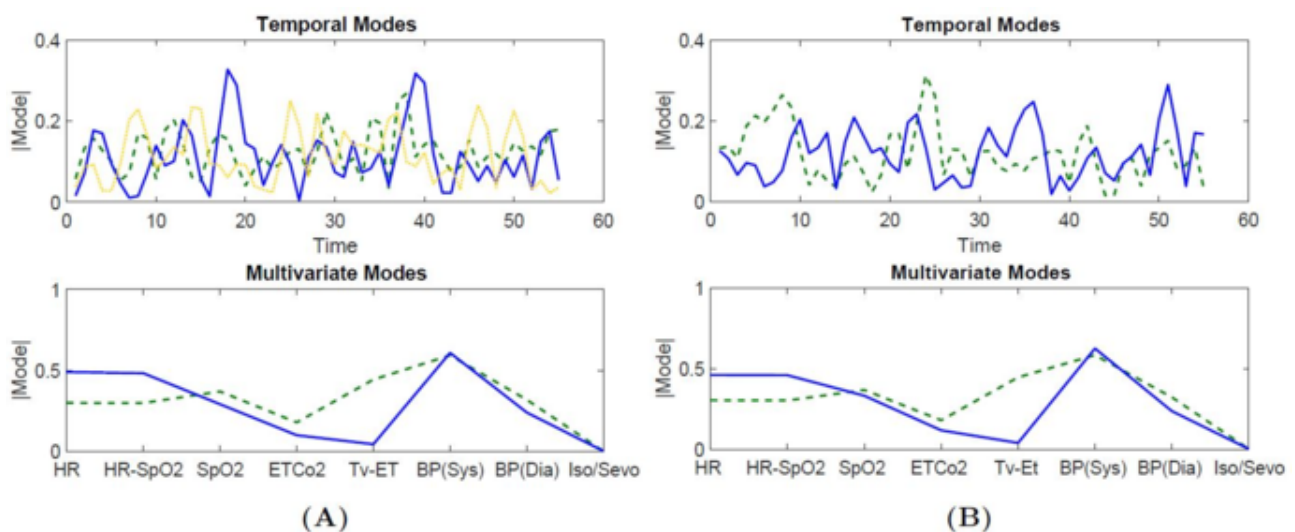 Temporal Modes
0.4
0.2
0
|Mode|
0 10 20 30 40 50 60
Time
Multivariate Modes
1
0.5
0
|Mode|
HR HR-SpO2 SpO2 ETCo2 Tv-ET BP(Sys) BP(Dia) Iso/Sevo
(A)
Temporal Modes
0.4
0.2
0
|Mode|
0 10 20 30 40 50 60
Time
Multivariate Modes
1
0.5
0
|Mode|
HR HR-SpO2 SpO2 ETCo2 Tv-Et BP(Sys) BP(Dia) Iso/Sevo
(B)